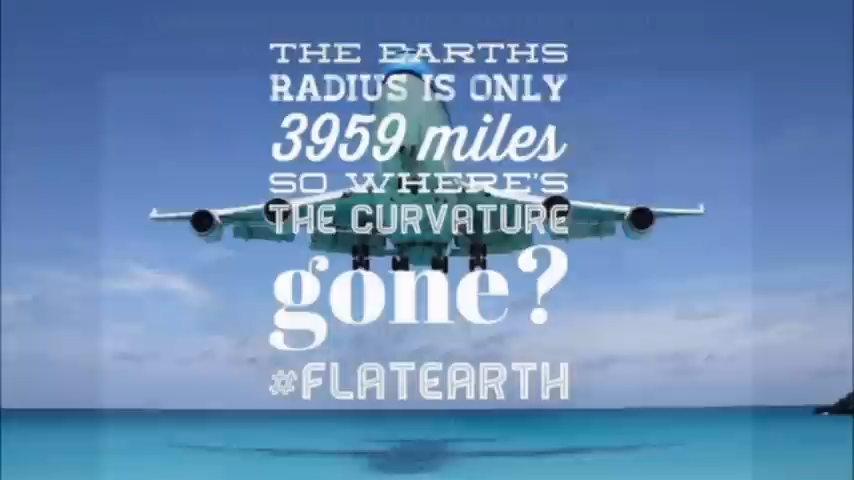 THE EARTHS
RADIUS IS ONLY
3959 miles
SO WHERE'S
THE CURVATURE
gone?
#FLATEARTH